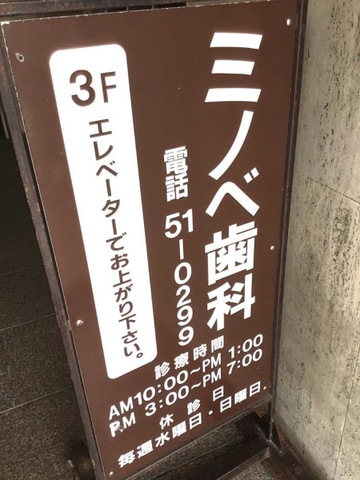 ミノベ歯科
電話 51-0299
3F エレベーターでお上がり下さい。
診療時間
AM10:00〜PM 1:00
P.M 3:00〜PM 7:00
休診日
毎週水曜日・日曜日.